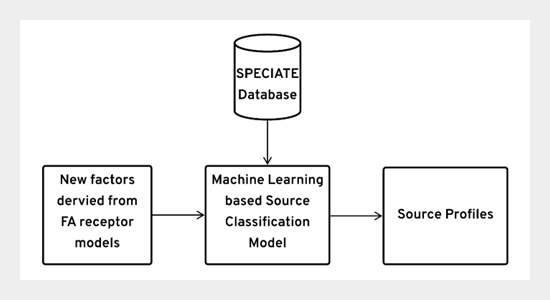 SPECIATE
Database
New factors
dervied from
FA receptor
models
Machine Learning
based Source
Classification
Model
Source Profiles